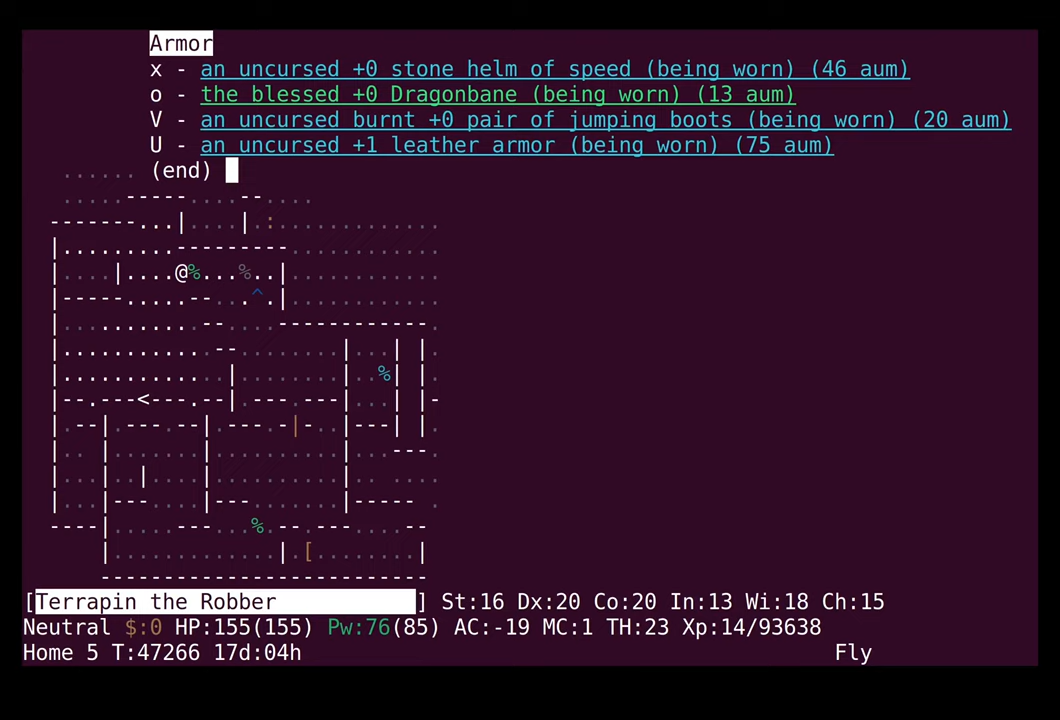 Armor
x - an uncursed +0 stone helm of speed (being worn) (46 aum)
o - the blessed +0 Dragonbane (being worn) (13 aum)
V - an uncursed burnt +0 pair of jumping boots (being worn) (20 aum)
U - an uncursed +1 leather armor (being worn) (75 aum)
(end)
[Terrapin the Robber ] St:16 Dx:20 Co:20 In:13 Wi:18 Ch:15
Neutral $:0 HP:155(155) Pw:76(85) AC:-19 MC:1 TH:23 Xp:14/93638
Home 5 T:47266 17d:04h Fly